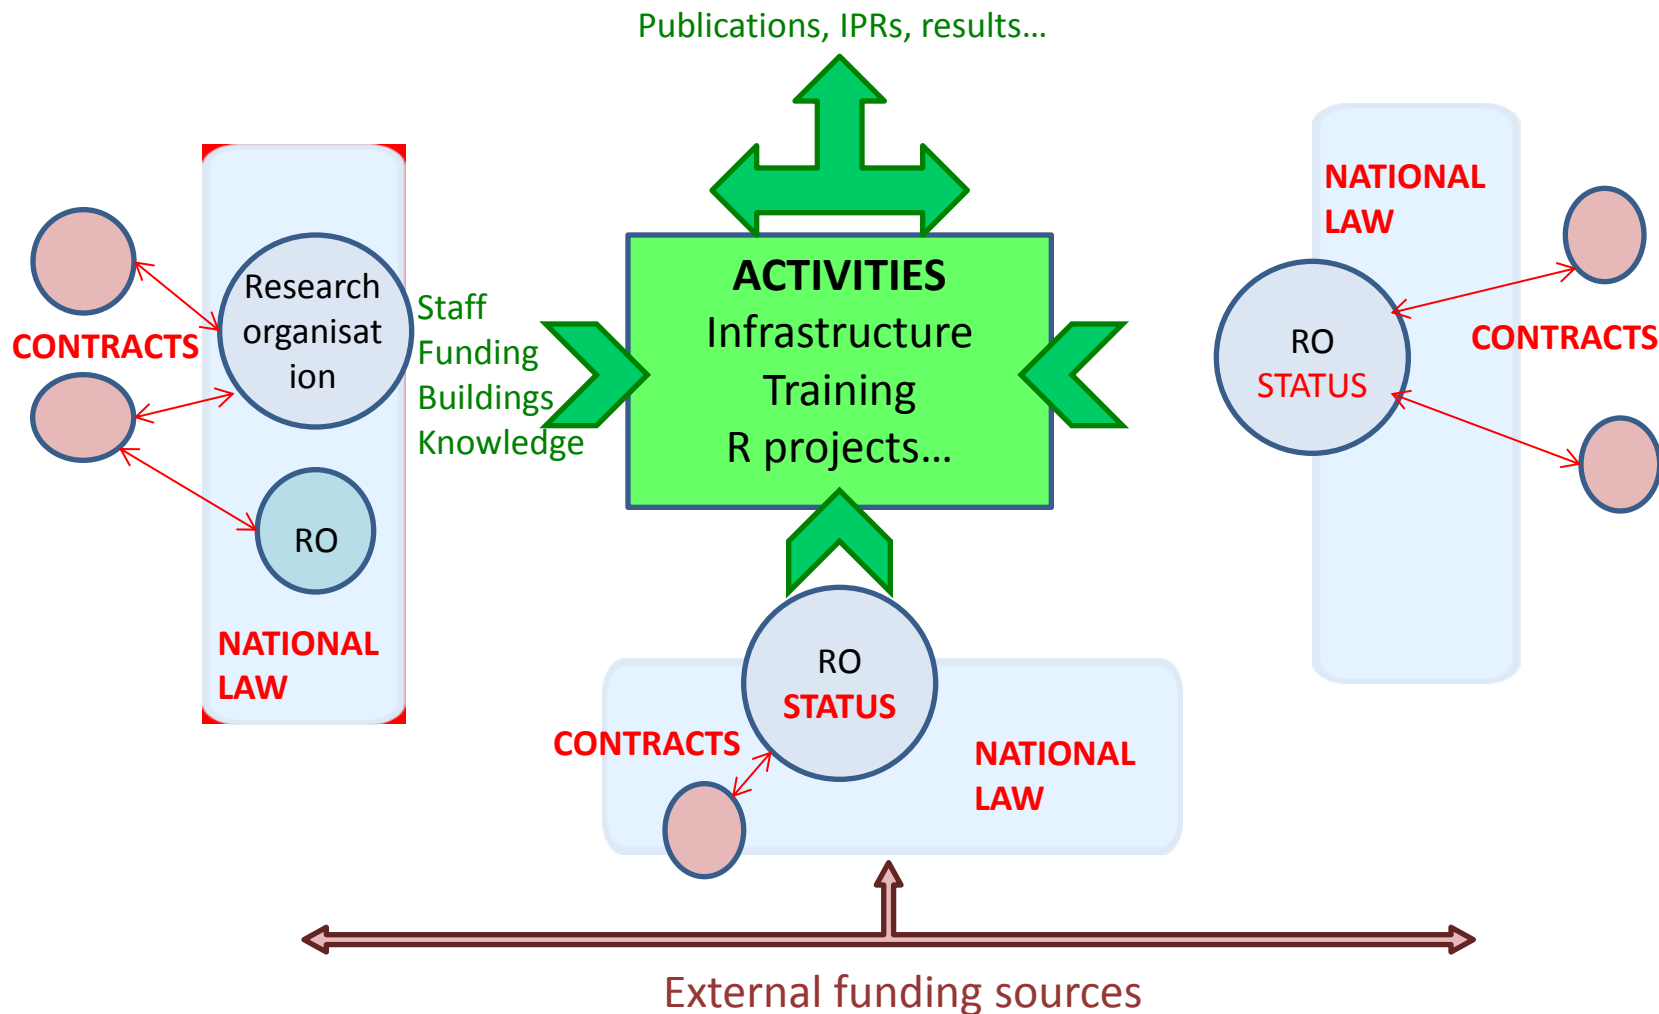 Publications, IPRs, results…
Research
organisat
ion
CONTRACTS
RO
NATIONAL
LAW
Staff
Funding
Buildings
Knowledge
ACTIVITIES
Infrastructure
Training
R projects…
NATIONAL
LAW
RO
STATUS
CONTRACTS
RO
STATUS
CONTRACTS
NATIONAL
LAW
External funding sources